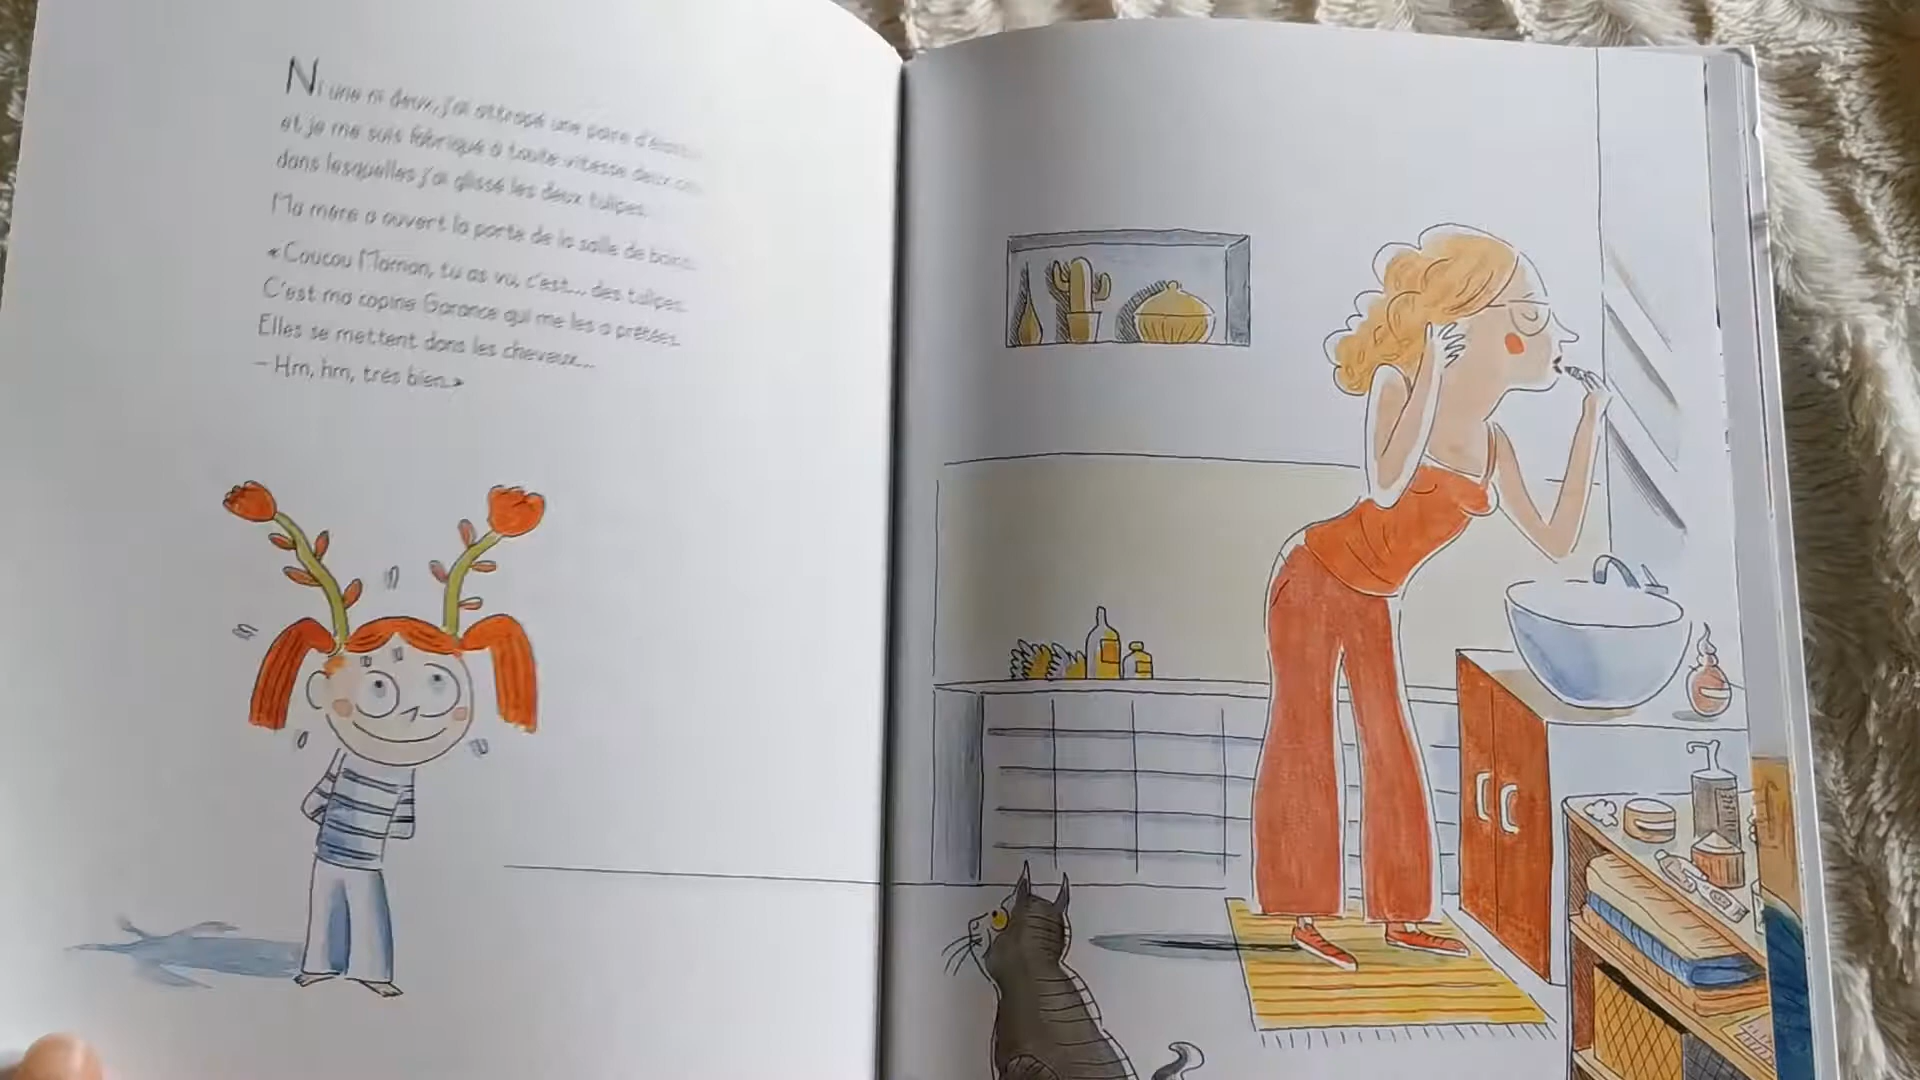 Ni une ni deux, j'ai attrapé une paire
et je me suis fabriqué à toute vitesse deux
dans lesquelles j'ai glissé les deux tulipes.
Ma mère a ouvert la porte de la salle de bains.
« Coucou Maman, tu as vu, c'est... des tulipes.
C'est ma copine Garance qui me les a prêtées.
Elles se mettent dans les cheveux...
– Hm, hm, très bien. »